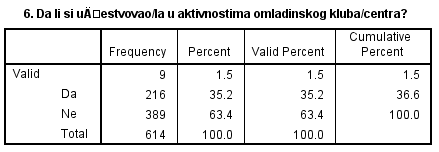 6. Da li si uÄ□estvovao/la u aktivnostima omladinskog kluba/centra?
Frequency Percent Valid Percent Cumulative Percent
Valid 9 1.5 1.5 1.5
Da 216 35.2 35.2 36.6
Ne 389 63.4 63.4 100.0
Total 614 100.0 100.0